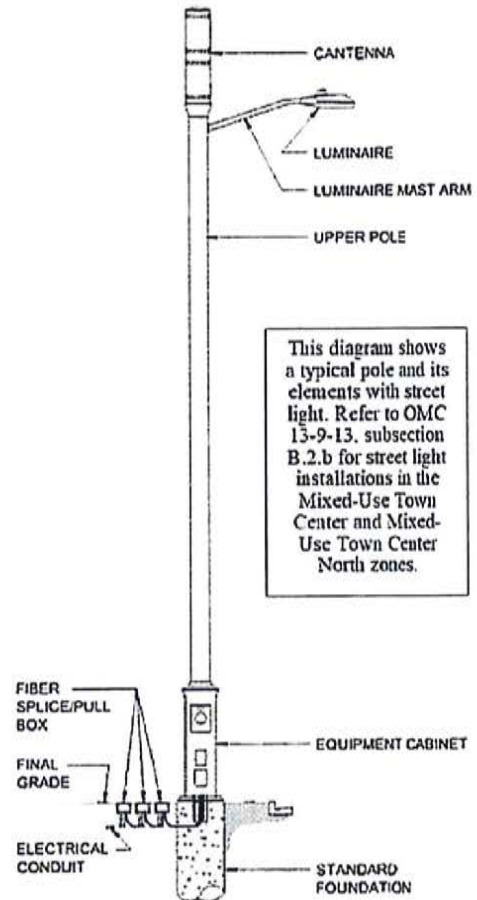 CANTENNA
LUMINAIRE
LUMINAIRE MAST ARM
UPPER POLE
This diagram shows
a typical pole and its
elements with street
light. Refer to OMC
13-9-13, subsection
B.2.b for street light
installations in the
Mixed-Use Town
Center and Mixed-
Use Town Center
North zones.
FIBER
SPLICE/PULL
BOX
EQUIPMENT CABINET
FINAL
GRADE
ELECTRICAL
CONDUIT
STANDARD
FOUNDATION